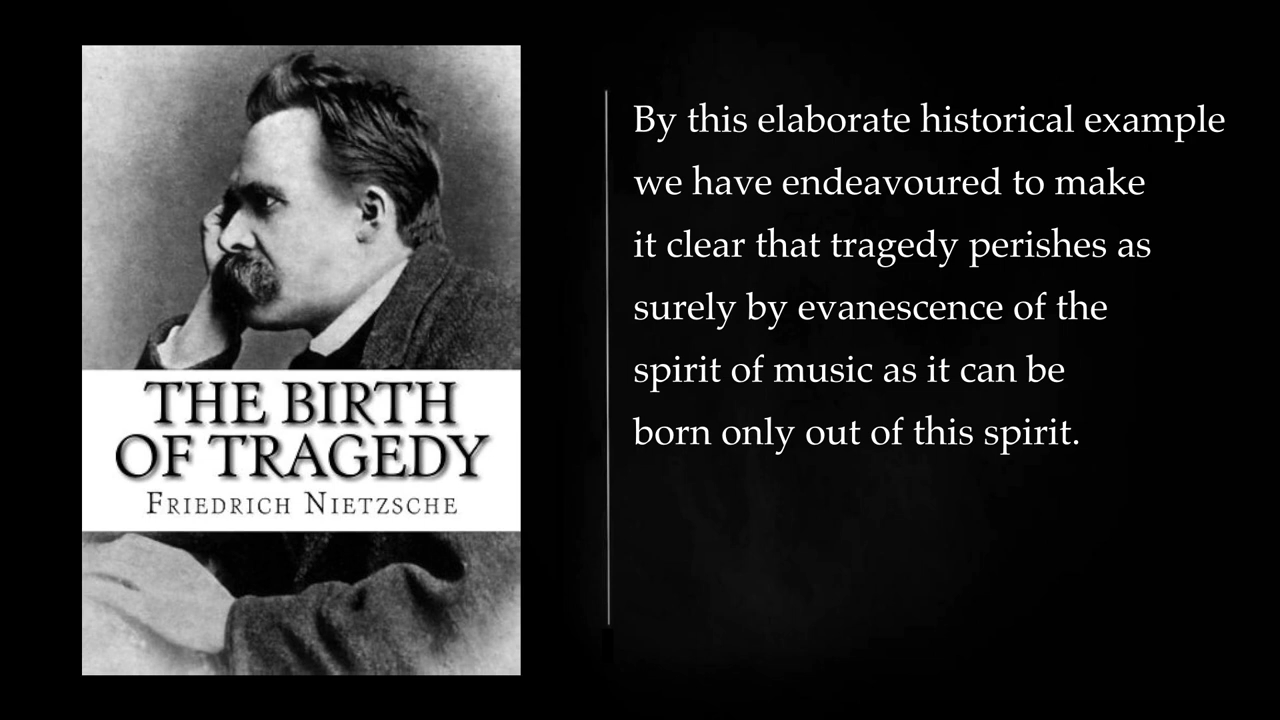 THE BIRTH
OF TRAGEDY
FRIEDRICH NIETZSCHE
By this elaborate historical example
we have endeavoured to make
it clear that tragedy perishes as
surely by evanescence of the
spirit of music as it can be
born only out of this spirit.